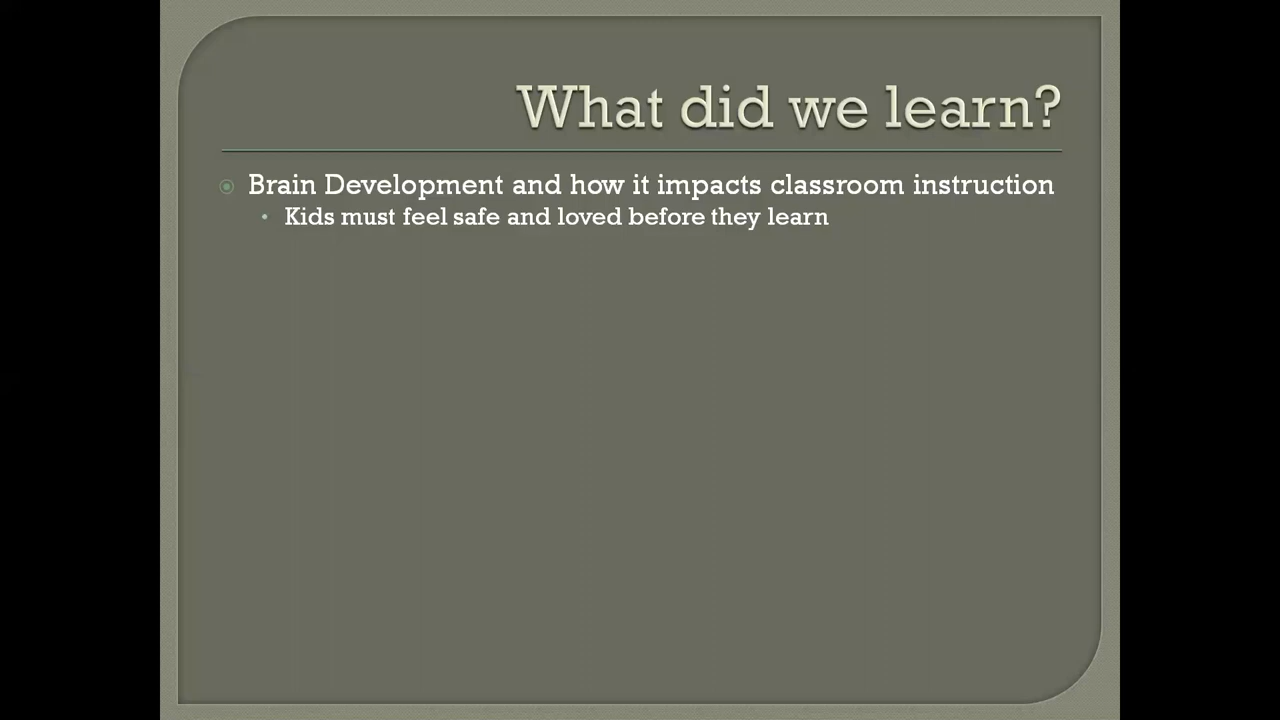 What did we learn?
Brain Development and how it impacts classroom instruction
Kids must feel safe and loved before they learn